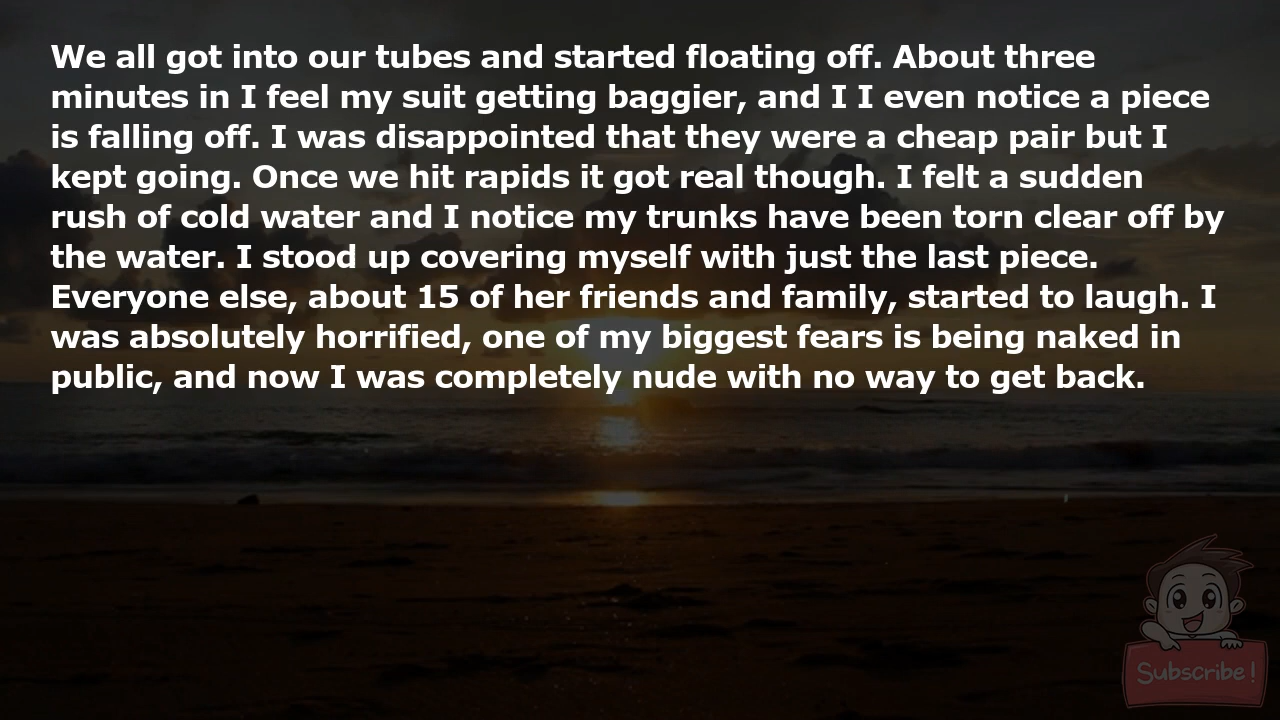 We all got into our tubes and started floating off. About three
minutes in I feel my suit getting baggier, and I I even notice a piece
is falling off. I was disappointed that they were a cheap pair but I
kept going. Once we hit rapids it got real though. I felt a sudden
rush of cold water and I notice my trunks have been torn clear off by
the water. I stood up covering myself with just the last piece.
Everyone else, about 15 of her friends and family, started to laugh. I
was absolutely horrified, one of my biggest fears is being naked in
public, and now I was completely nude with no way to get back.
Subscribe!